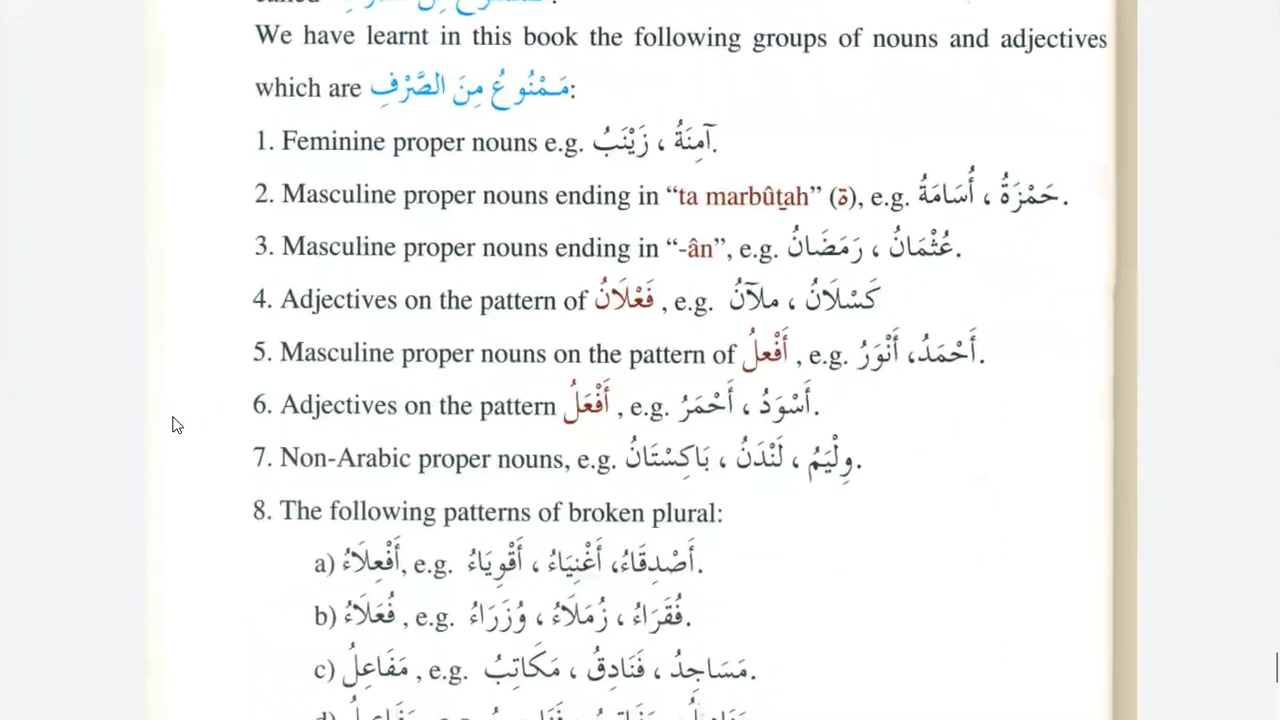 We have learnt in this book the following groups of nouns and adjectives
which are مَمْنُوعٌ مِنَ الصَّرْفِ:
1. Feminine proper nouns e.g. آمِنَةُ ، زَيْنَبُ.
2. Masculine proper nouns ending in “ta marbûṯah” (ة), e.g. حَمْزَةُ ، أُسَامَةُ.
3. Masculine proper nouns ending in “-ân”, e.g. عُثْمَانُ ، رَمَضَانُ.
4. Adjectives on the pattern of فَعْلَانُ , e.g. كَسْلَانُ ، ملآنُ
5. Masculine proper nouns on the pattern of أَفْعلُ , e.g. أَحْمَدُ، أَنْوَرُ.
6. Adjectives on the pattern أَفْعَلُ , e.g. أَسْوَدُ ، أَحْمَرُ.
7. Non-Arabic proper nouns, e.g. وِلْيَمُ ، لَنْدَنُ ، بَاكِسْتَانُ.
8. The following patterns of broken plural:
a) أَفْعِلَاءُ, e.g. أَصْدِقَاءُ، أَغْنِيَاءُ ، أَقْوِيَاءُ.
b) فُعَلَاءُ , e.g. فُقَرَاءُ ، زُمَلَاءُ ، وُزَرَاءُ.
c) مَفَاعِلُ , e.g. مَسَاجِدُ ، فَنَادِقُ ، مَكَاتِبُ.